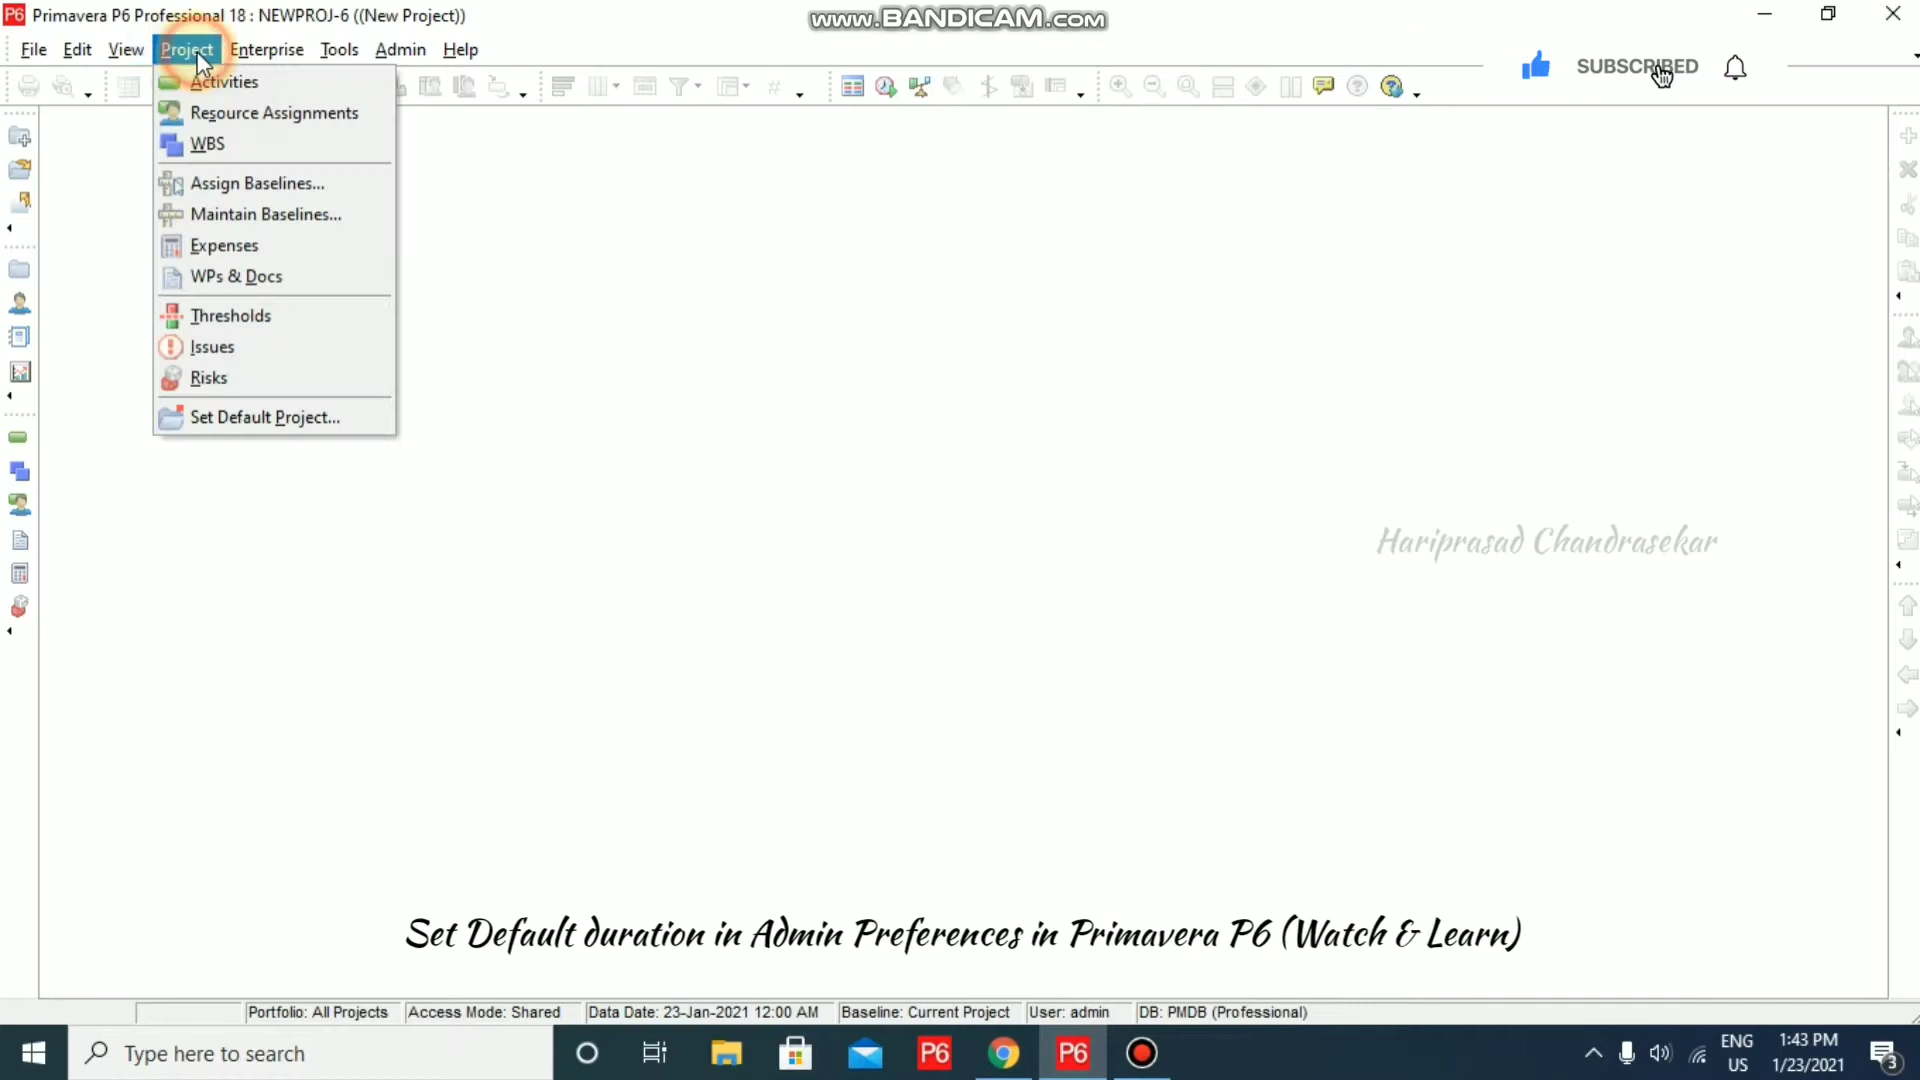 Primavera P6 Professional 18 : NEWPROJ-6 ((New Project))
www.BANDICAM.com
File Edit View Project Enterprise Tools Admin Help
SUBSCRIBED
Activities
Resource Assignments
WBS
Assign Baselines...
Maintain Baselines...
Expenses
WPs & Docs
Thresholds
Issues
Risks
Set Default Project...
Hariprasad Chandrasekar
Set Default duration in Admin Preferences in Primavera P6 (Watch & Learn)
Portfolio: All Projects Access Mode: Shared Data Date: 23-Jan-2021 12:00 AM Baseline: Current Project User: admin DB: PMDB (Professional)
Type here to search
P6
P6
ENG
US
1:43 PM
1/23/2021
3